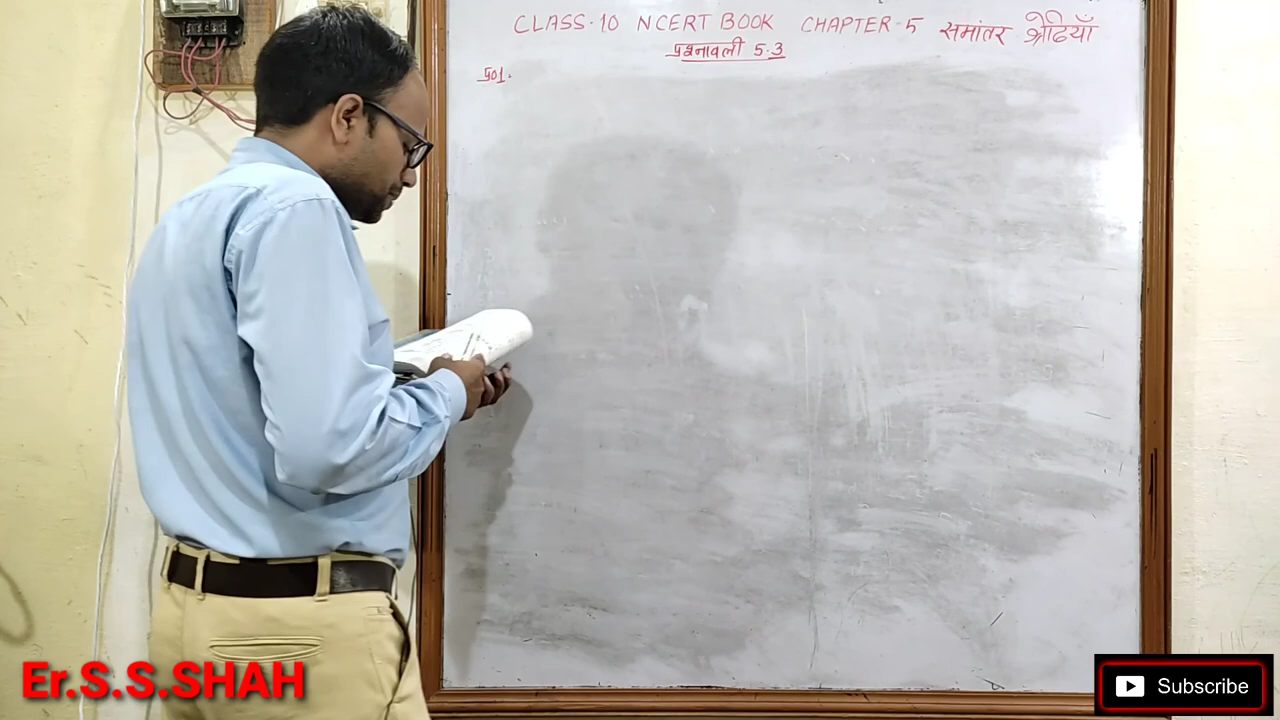 CLASS-10 NCERT BOOK CHAPTER-5 समांतर श्रेढियाँ
प्रश्नावली 5.3
प्र01.
Er.S.S.SHAH
Subscribe